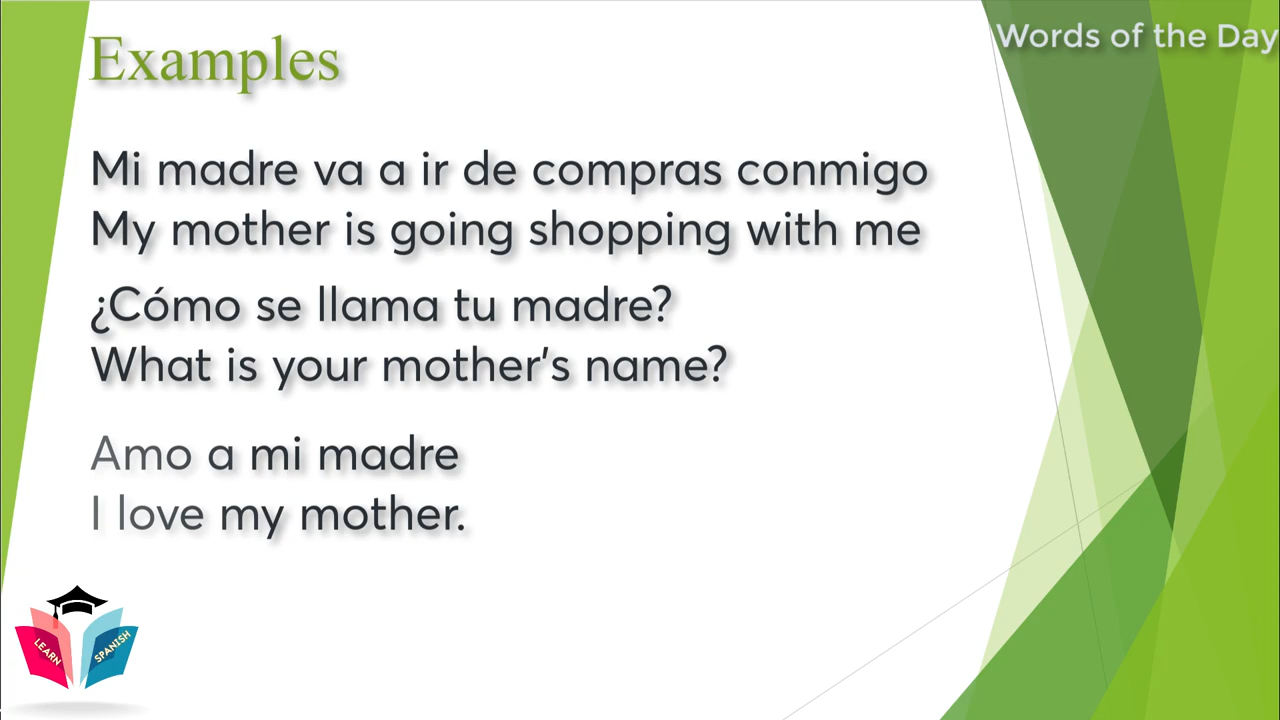 Words of the Day
Examples
Mi madre va a ir de compras conmigo
My mother is going shopping with me
¿Cómo se llama tu madre?
What is your mother's name?
Amo a mi madre
I love my mother.
LEARN
SPANISH